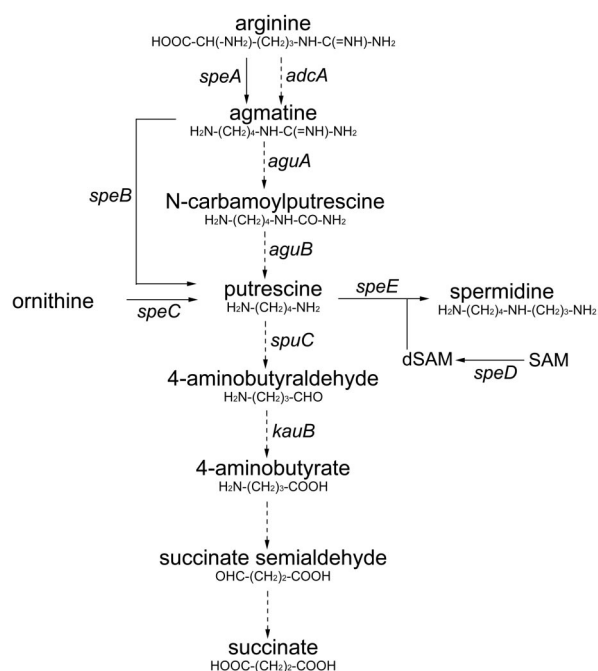 arginine
HOOC-CH(-NH₂)-(CH₂)₃-NH-C(=NH)-NH₂
speA adcA
agmatine
H₂N-(CH₂)₄-NH-C(=NH)-NH₂
aguA
speB
N-carbamoylputrescine
H₂N-(CH₂)₄-NH-CO-NH₂
aguB
ornithine speC putrescine speE spermidine
H₂N-(CH₂)₄-NH₂ H₂N-(CH₂)₄-NH-(CH₂)₃-NH₂
spuC
dSAM speD SAM
4-aminobutyraldehyde
H₂N-(CH₂)₃-CHO
kauB
4-aminobutyrate
H₂N-(CH₂)₃-COOH
succinate semialdehyde
OHC-(CH₂)₂-COOH
succinate
HOOC-(CH₂)₂-COOH